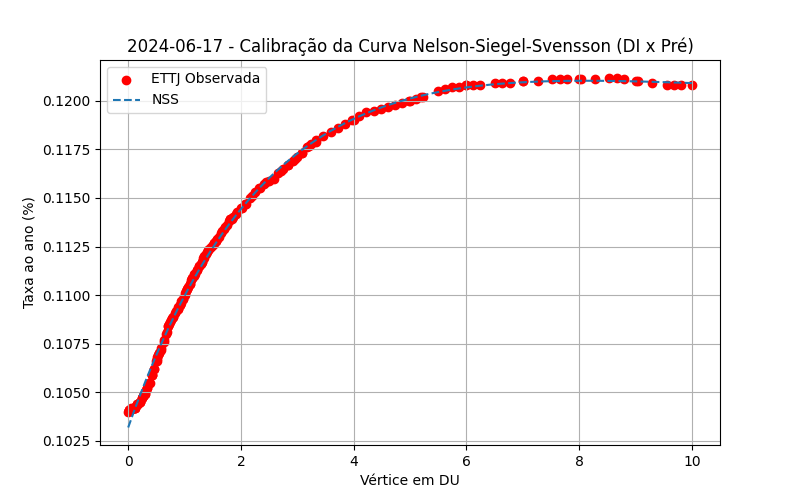 2024-06-17 - Calibração da Curva Nelson-Siegel-Svensson (DI x Pré)
ETTJ Observada
NSS
0.1200
0.1175
0.1150
0.1125
0.1100
0.1075
0.1050
0.1025
Taxa ao ano (%)
0 2 4 6 8 10
Vértice em DU